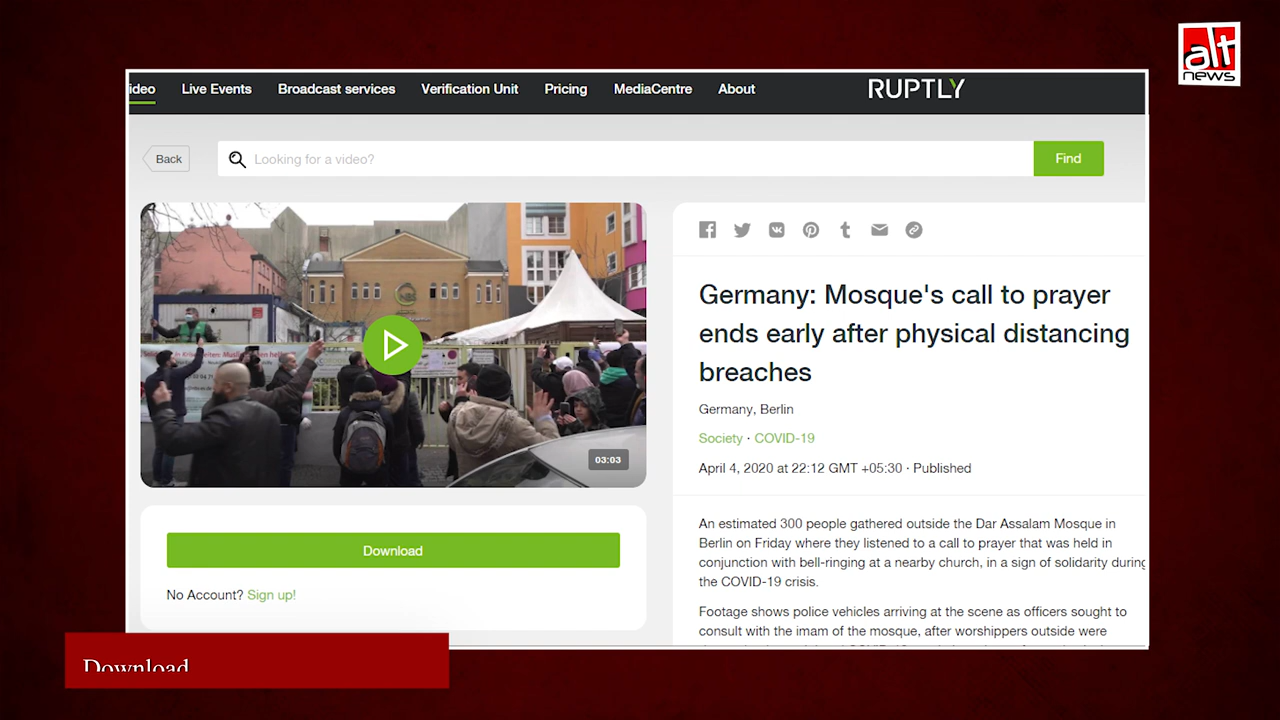 alt
news
ideo
Live Events
Broadcast services
Verification Unit
Pricing
MediaCentre
About
RUPTLY
Back
Looking for a video?
Find
03:03
Germany: Mosque's call to prayer
ends early after physical distancing
breaches
Germany, Berlin
Society · COVID-19
April 4, 2020 at 22:12 GMT +05:30 · Published
An estimated 300 people gathered outside the Dar Assalam Mosque in
Berlin on Friday where they listened to a call to prayer that was held in
conjunction with bell-ringing at a nearby church, in a sign of solidarity during
the COVID-19 crisis.
Footage shows police vehicles arriving at the scene as officers sought to
consult with the imam of the mosque, after worshippers outside were
Download
No Account? Sign up!
Download